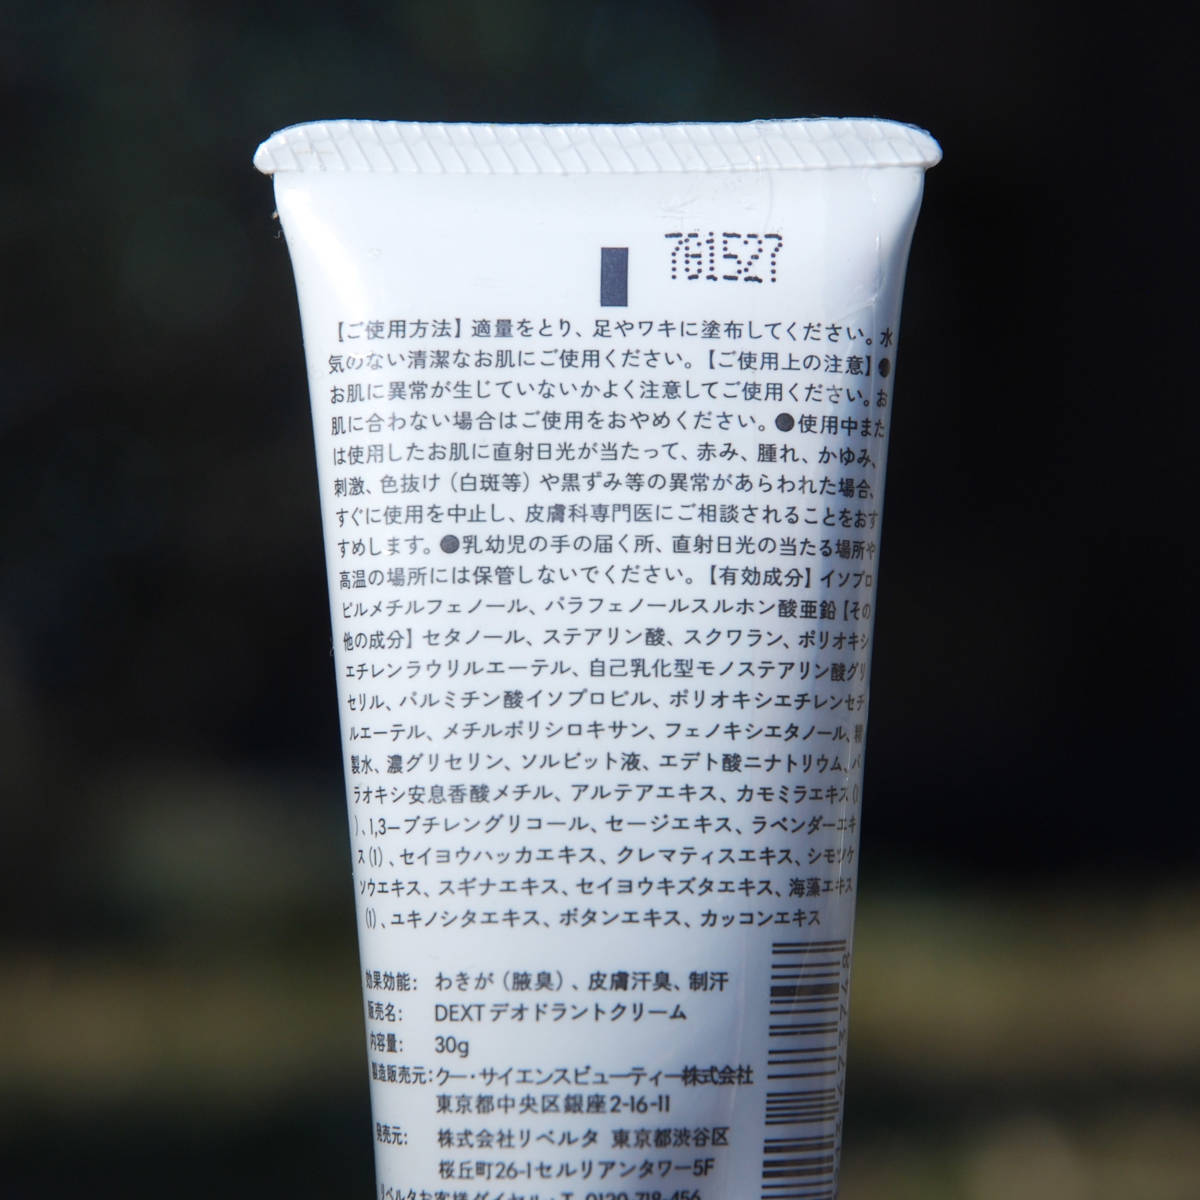 761527
【ご使用方法】適量をとり、足やワキに塗布してください。水
気のない清潔なお肌にご使用ください。【ご使用上の注意】●
お肌に異常が生じていないかよく注意してご使用ください。お
肌に合わない場合はご使用をおやめください。●使用中また
は使用したお肌に直射日光が当たって、赤み、腫れ、かゆみ、
刺激、色抜け（白斑等）や黒ずみ等の異常があらわれた場合、
すぐに使用を中止し、皮膚科専門医にご相談されることをおす
すめします。●乳幼児の手の届く所、直射日光の当たる場所や
高温の場所には保管しないでください。【有効成分】イソプロ
ピルメチルフェノール、パラフェノールスルホン酸亜鉛【その
他の成分】セタノール、ステアリン酸、スクワラン、ポリオキシ
エチレンラウリルエーテル、自己乳化型モノステアリン酸グリ
セリル、パルミチン酸イソプロピル、ポリオキシエチレンセチ
ルエーテル、メチルポリシロキサン、フェノキシエタノール、精
製水、濃グリセリン、ソルビット液、エデト酸ニナトリウム、パ
ラオキシ安息香酸メチル、アルテアエキス、カモミラエキス(1
)、1,3−ブチレングリコール、セージエキス、ラベンダーエキ
ス(1)、セイヨウハッカエキス、クレマティスエキス、シモツケ
ソウエキス、スギナエキス、セイヨウキズタエキス、海藻エキス
(1)、ユキノシタエキス、ボタンエキス、カッコンエキス
効果効能： わきが（腋臭）、皮膚汗臭、制汗
販売名： DEXTデオドラントクリーム
内容量： 30g
製造販売元：クー・サイエンスビューティー株式会社
東京都中央区銀座2-16-11
発売元： 株式会社リベルタ 東京都渋谷区
桜丘町26-1セルリアンタワー5F
リベルタお客様ダイヤル：T 0120-718-456